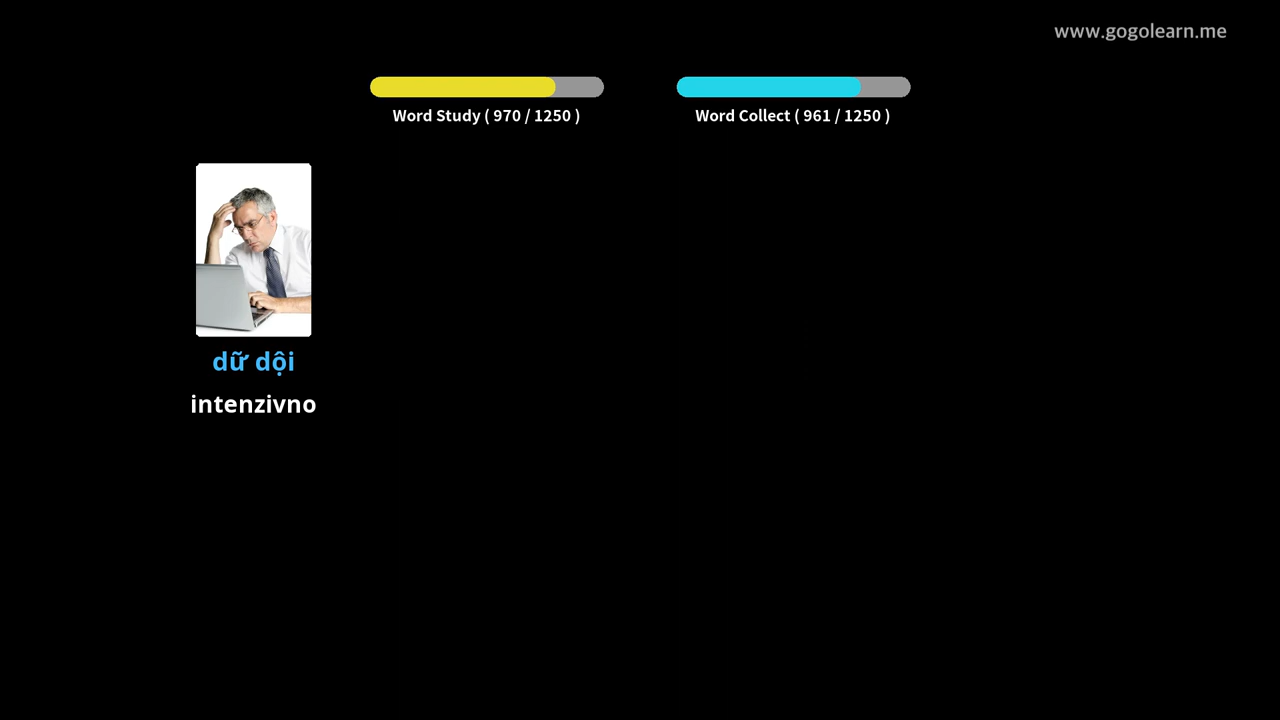 www.gogolearn.me
Word Study ( 970 / 1250 )
Word Collect ( 961 / 1250 )
dữ dội
intenzivno